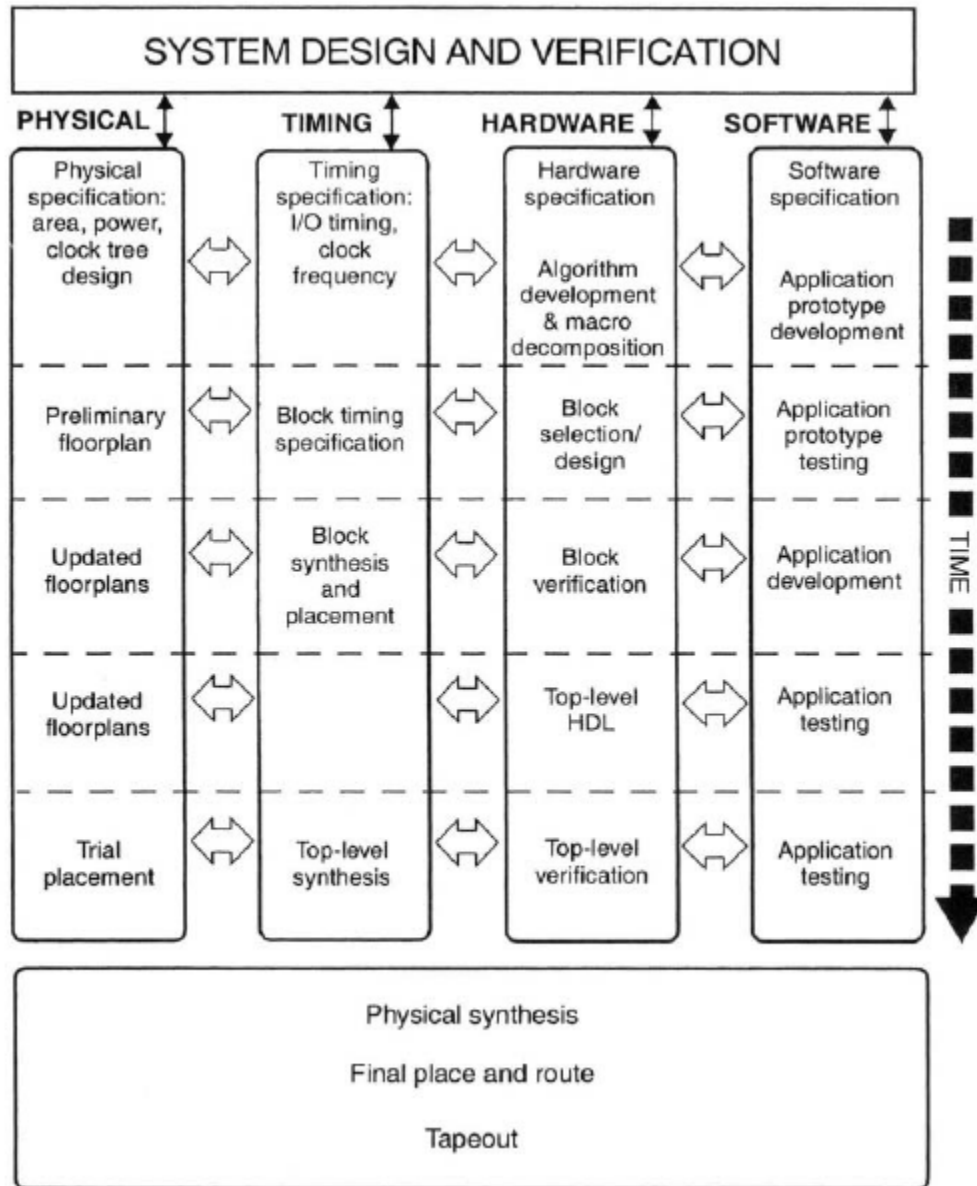 SYSTEM DESIGN AND VERIFICATION
PHYSICAL
TIMING
HARDWARE
SOFTWARE
Physical
specification:
area, power,
clock tree
design
Timing
specification:
I/O timing,
clock
frequency
Hardware
specification
Algorithm
development
& macro
decomposition
Software
specification
Application
prototype
development
Preliminary
floorplan
Block timing
specification
Block
selection/
design
Application
prototype
testing
Updated
floorplans
Block
synthesis
and
placement
Block
verification
Application
development
Updated
floorplans
Top-level
HDL
Application
testing
Trial
placement
Top-level
synthesis
Top-level
verification
Application
testing
TIME
Physical synthesis
Final place and route
Tapeout